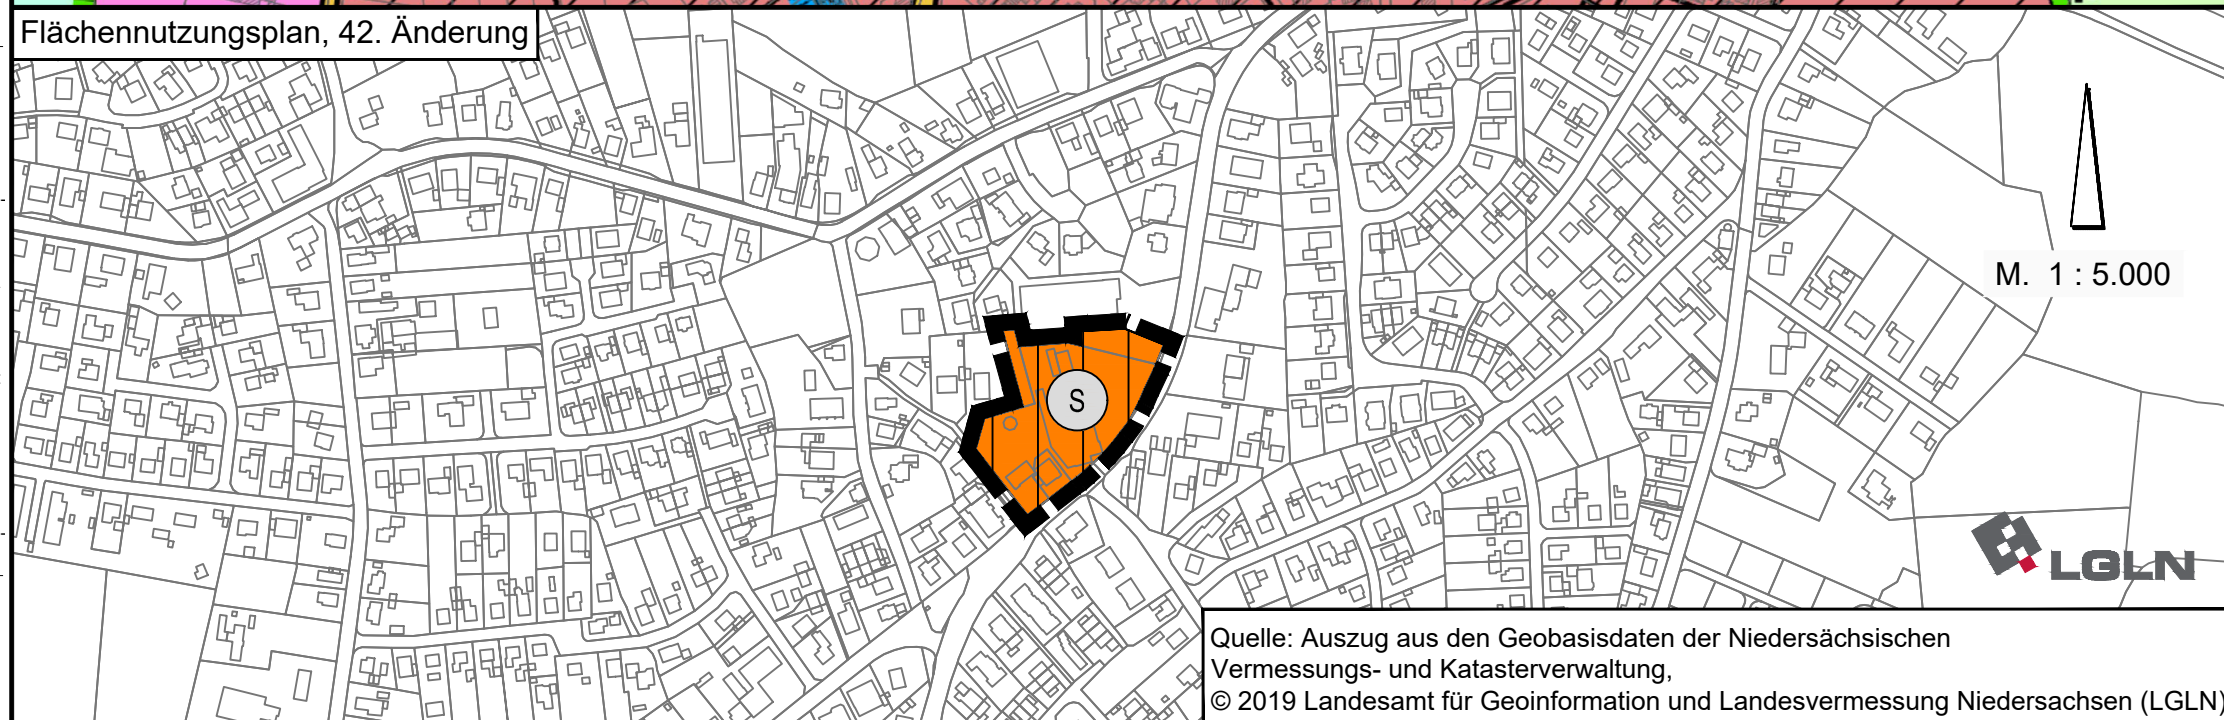 Flächennutzungsplan, 42. Änderung
M. 1 : 5.000
S
LGLN
Quelle: Auszug aus den Geobasisdaten der Niedersächsischen
Vermessungs- und Katasterverwaltung,
© 2019 Landesamt für Geoinformation und Landesvermessung Niedersachsen (LGLN)